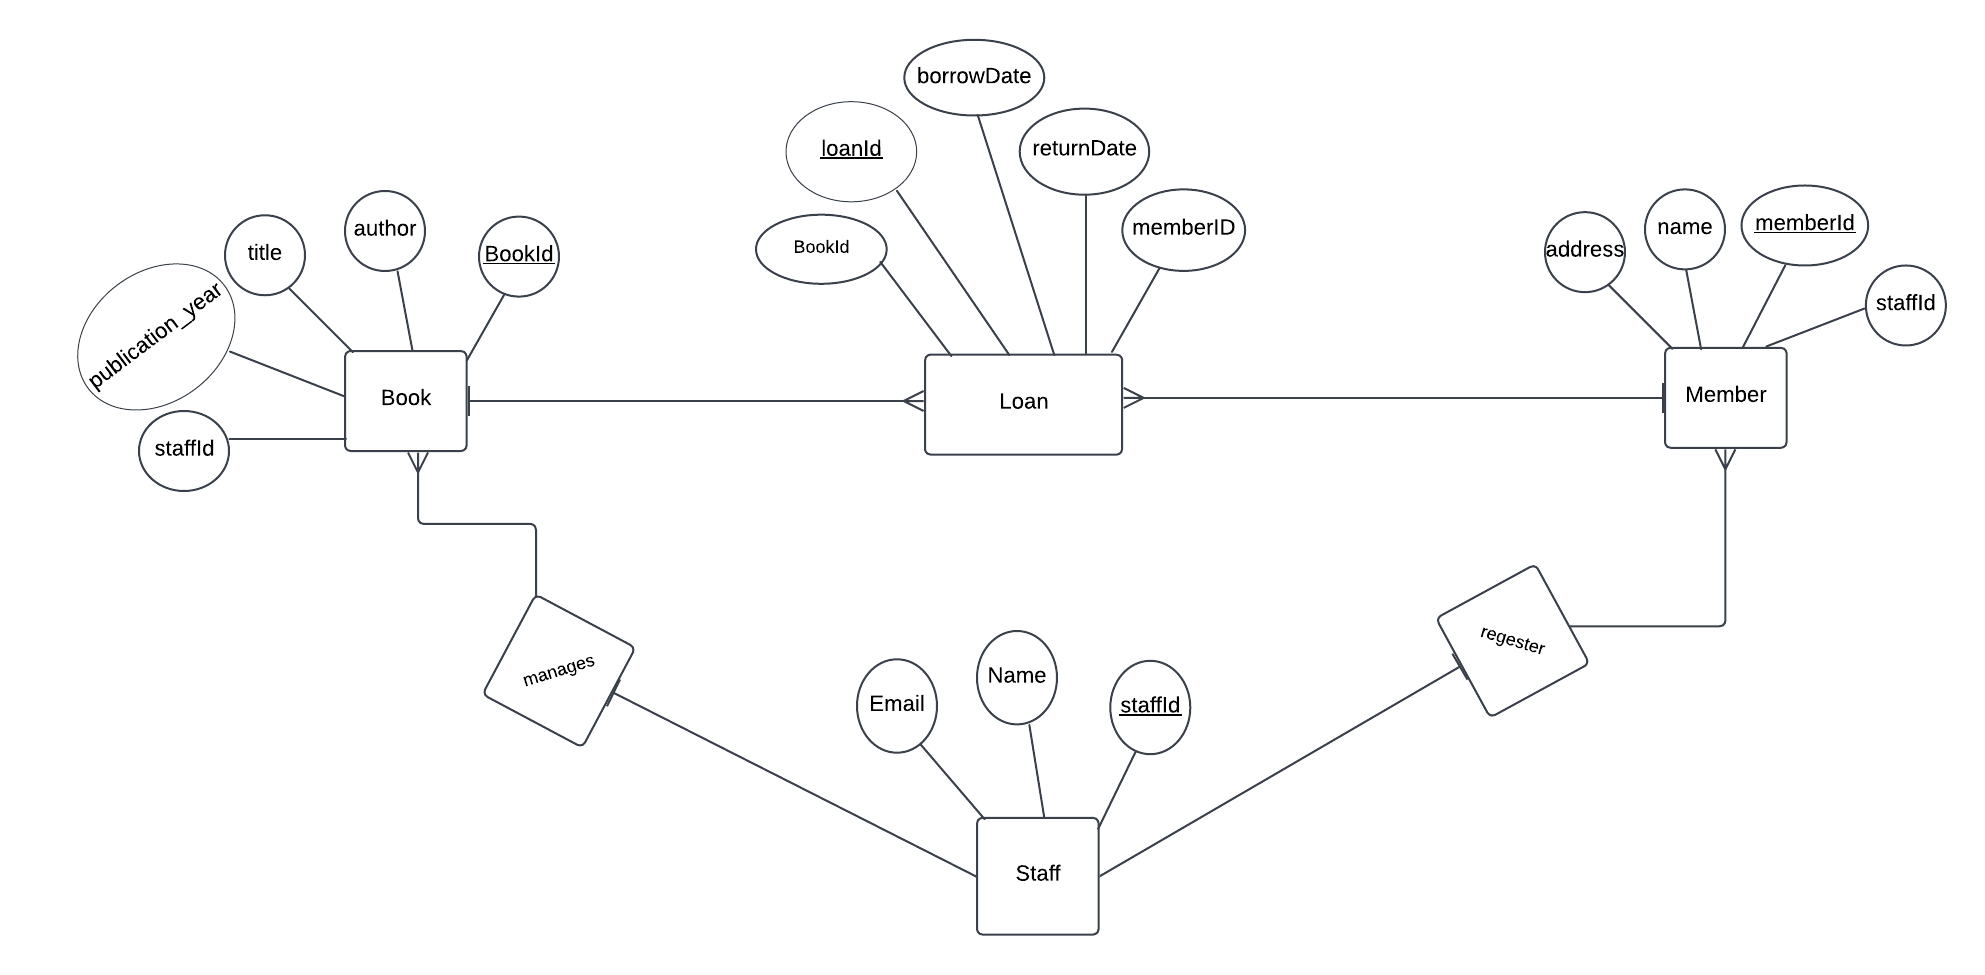 borrowDate
loanId
returnDate
BookId
memberID
title
author
BookId
publication_year
staffId
address
name
memberId
staffId
Book
Loan
Member
manages
regester
Email
Name
staffId
Staff